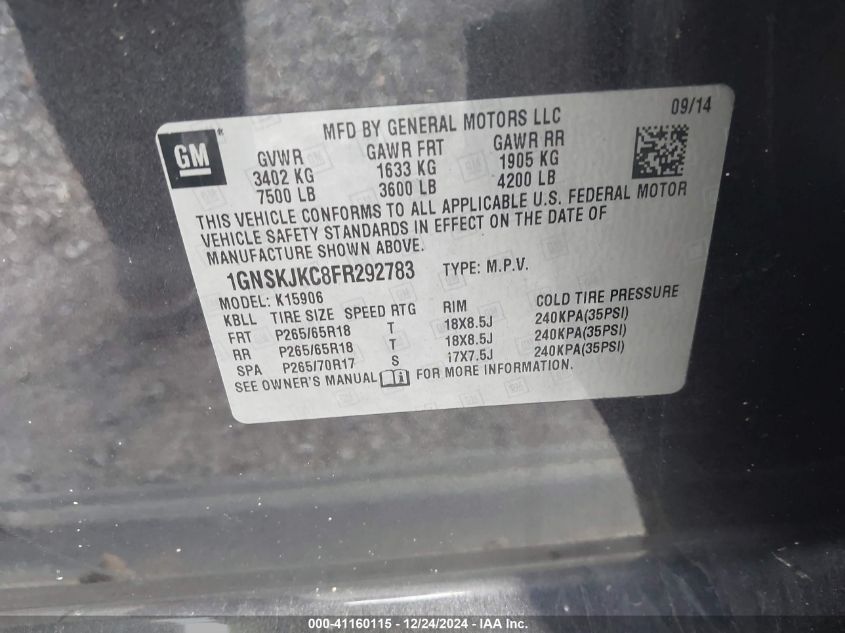 09/14
MFD BY GENERAL MOTORS LLC
GM
GVWR GAWR FRT GAWR RR
3402 KG 1633 KG 1905 KG
7500 LB 3600 LB 4200 LB
THIS VEHICLE CONFORMS TO ALL APPLICABLE U.S. FEDERAL MOTOR
VEHICLE SAFETY STANDARDS IN EFFECT ON THE DATE OF
MANUFACTURE SHOWN ABOVE.
1GNSKJKC8FR292783 TYPE: M.P.V.
MODEL: K15906
KBLL TIRE SIZE SPEED RTG RIM COLD TIRE PRESSURE
FRT P265/65R18 T 18X8.5J 240KPA(35PSI)
RR P265/65R18 T 18X8.5J 240KPA(35PSI)
SPA P265/70R17 S 17X7.5J 240KPA(35PSI)
SEE OWNER'S MANUAL FOR MORE INFORMATION.
000-41160115 - 12/24/2024 - IAA Inc.